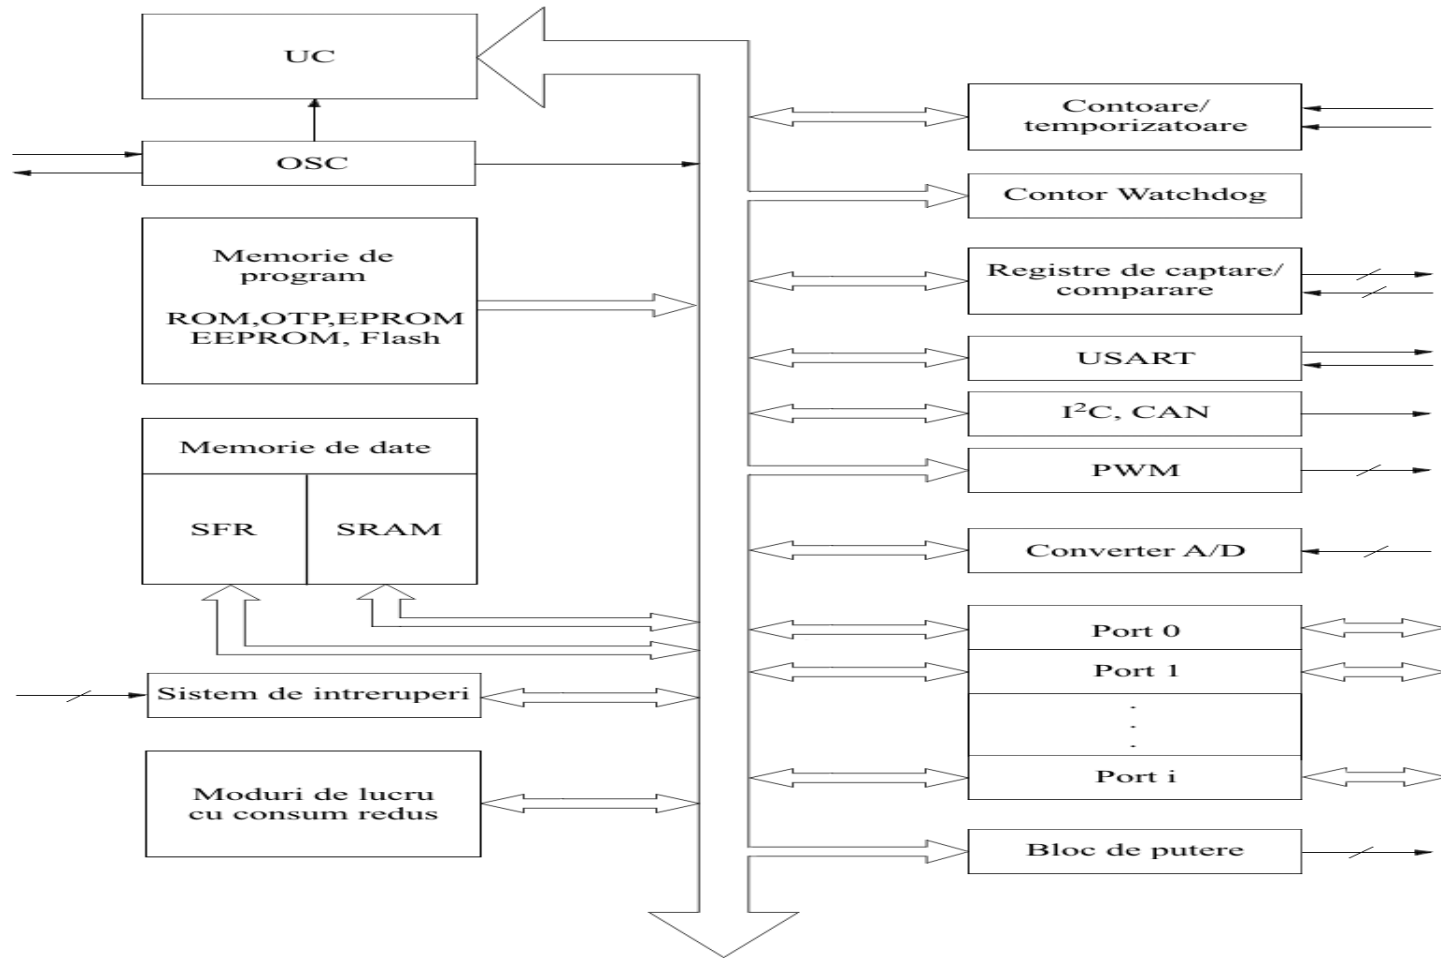 UC
OSC
Memorie de
program
ROM,OTP,EPROM
EEPROM, Flash
Memorie de date
SFR
SRAM
Sistem de intreruperi
Moduri de lucru
cu consum redus
Contoare/
temporizatoare
Contor Watchdog
Registre de captare/
comparare
USART
I²C, CAN
PWM
Converter A/D
Port 0
Port 1
.
.
.
Port i
Bloc de putere